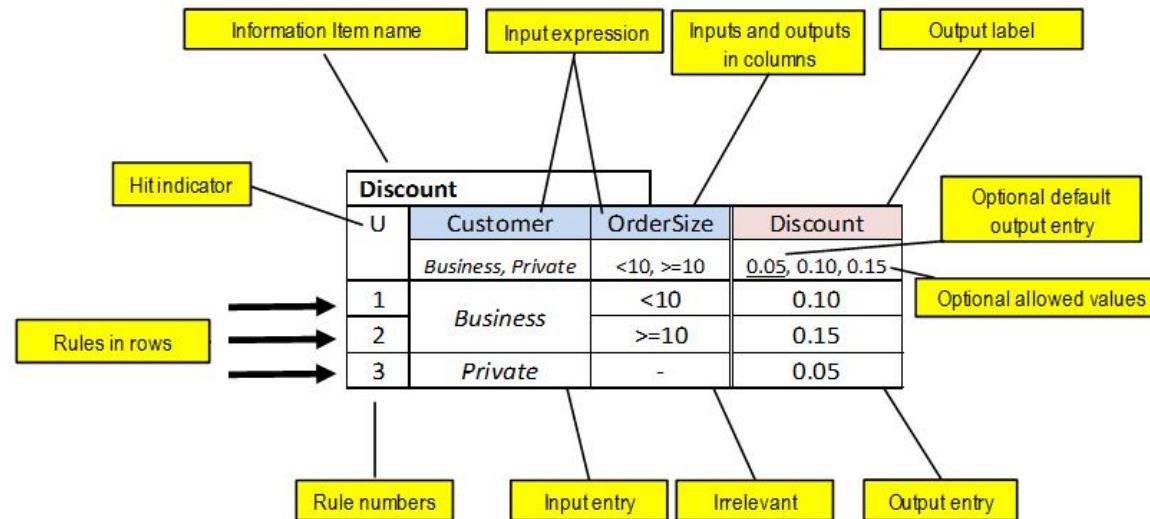 Information Item name
Input expression
Inputs and outputs
in columns
Output label
Hit indicator
Discount
Optional default
output entry
U Customer OrderSize Discount
Business, Private <10, >=10 0.05, 0.10, 0.15
Optional allowed values
1 Business <10 0.10
Rules in rows
2 >=10 0.15
3 Private - 0.05
Rule numbers
Input entry
Irrelevant
Output entry